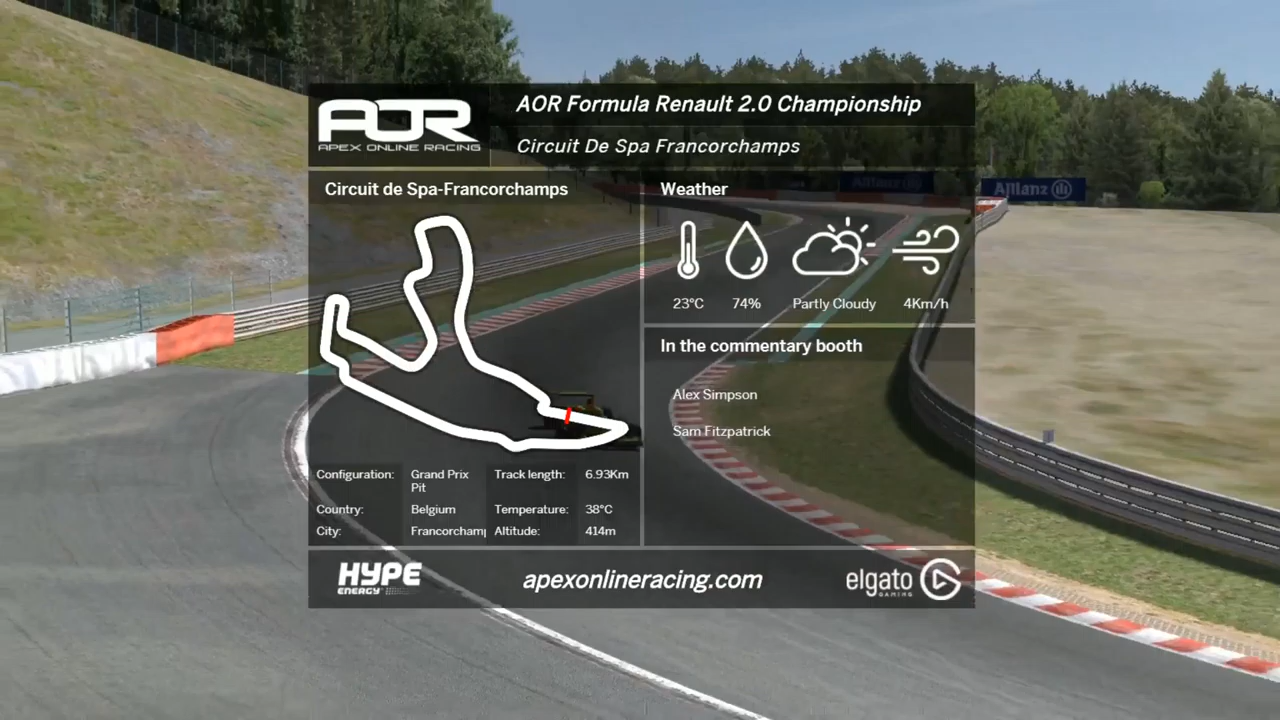 AOR
APEX ONLINE RACING
AOR Formula Renault 2.0 Championship
Circuit De Spa Francorchamps
Circuit de Spa-Francorchamps
Weather
23°C
74%
Partly Cloudy
4Km/h
In the commentary booth
Alex Simpson
Sam Fitzpatrick
Configuration:
Grand Prix
Pit
Track length:
6.93Km
Country:
Belgium
Temperature:
38°C
City:
Francorchamp
Altitude:
414m
HYPE
ENERGY
apexonlineracing.com
elgato
GAMING
Allianz
Allianz